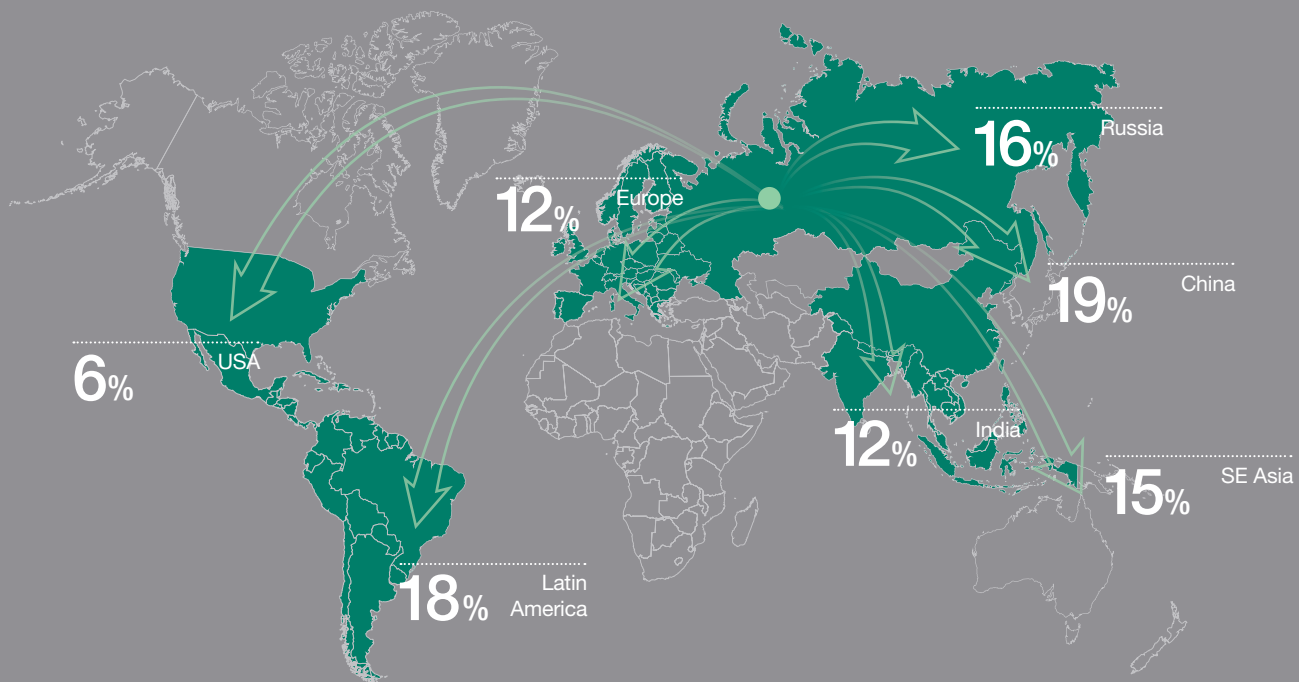 16%
Russia
12%
Europe
19%
China
6%
USA
12%
India
15%
SE Asia
18%
Latin
America